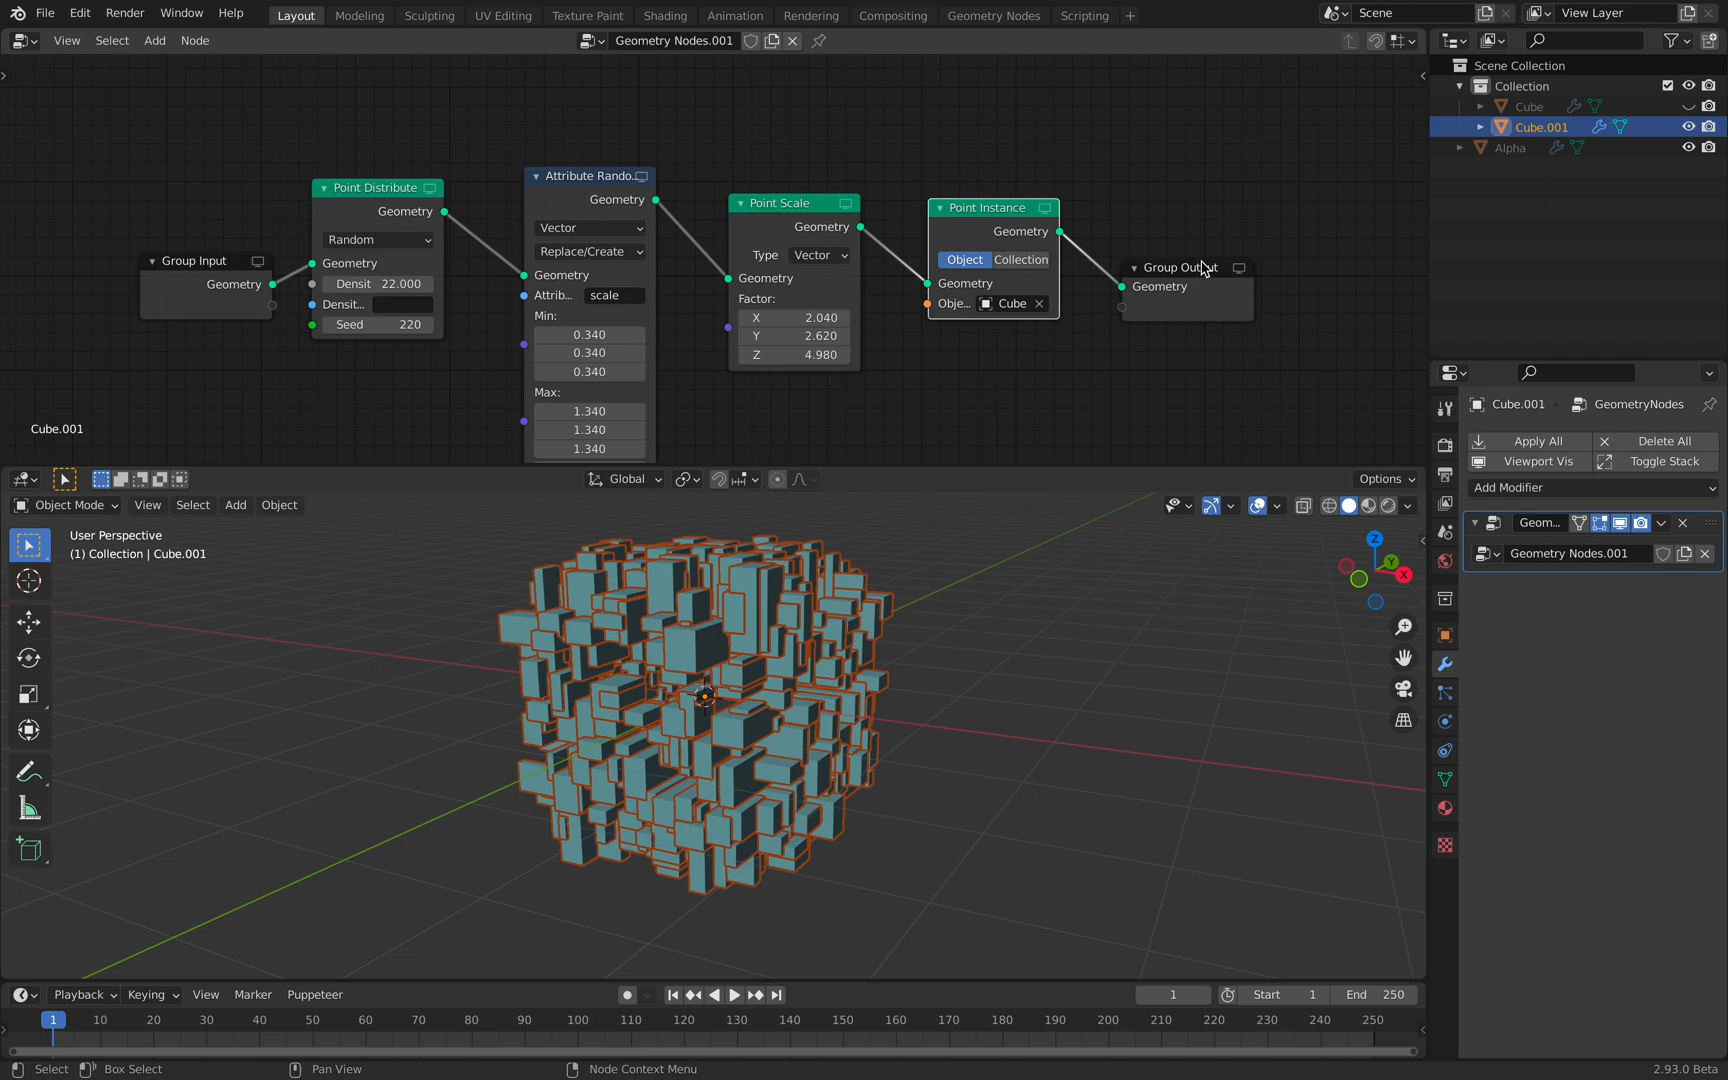 File Edit Render Window Help Layout Modeling Sculpting UV Editing Texture Paint Shading Animation Rendering Compositing Geometry Nodes Scripting + Scene View Layer
View Select Add Node Geometry Nodes.001
Scene Collection
Collection
Cube
Cube.001
Alpha
Group Input
Geometry
Point Distribute
Geometry
Random
Geometry
Densit 22.000
Densit...
Seed 220
Attribute Rando...
Geometry
Vector
Replace/Create
Geometry
Attrib... scale
Min:
0.340
0.340
0.340
Max:
1.340
1.340
1.340
Point Scale
Geometry
Type Vector
Geometry
Factor:
X 2.040
Y 2.620
Z 4.980
Point Instance
Geometry
Object Collection
Geometry
Obje... Cube
Group Output
Geometry
Cube.001
Cube.001 GeometryNodes
Apply All Delete All
Viewport Vis Toggle Stack
Add Modifier
Geom...
Geometry Nodes.001
Global Options
Object Mode View Select Add Object
User Perspective
(1) Collection | Cube.001
Z
Y
X
Playback Keying View Marker Puppeteer 1 Start 1 End 250
1 10 20 30 40 50 60 70 80 90 100 110 120 130 140 150 160 170 180 190 200 210 220 230 240 250
Select Box Select Pan View Node Context Menu 2.93.0 Beta